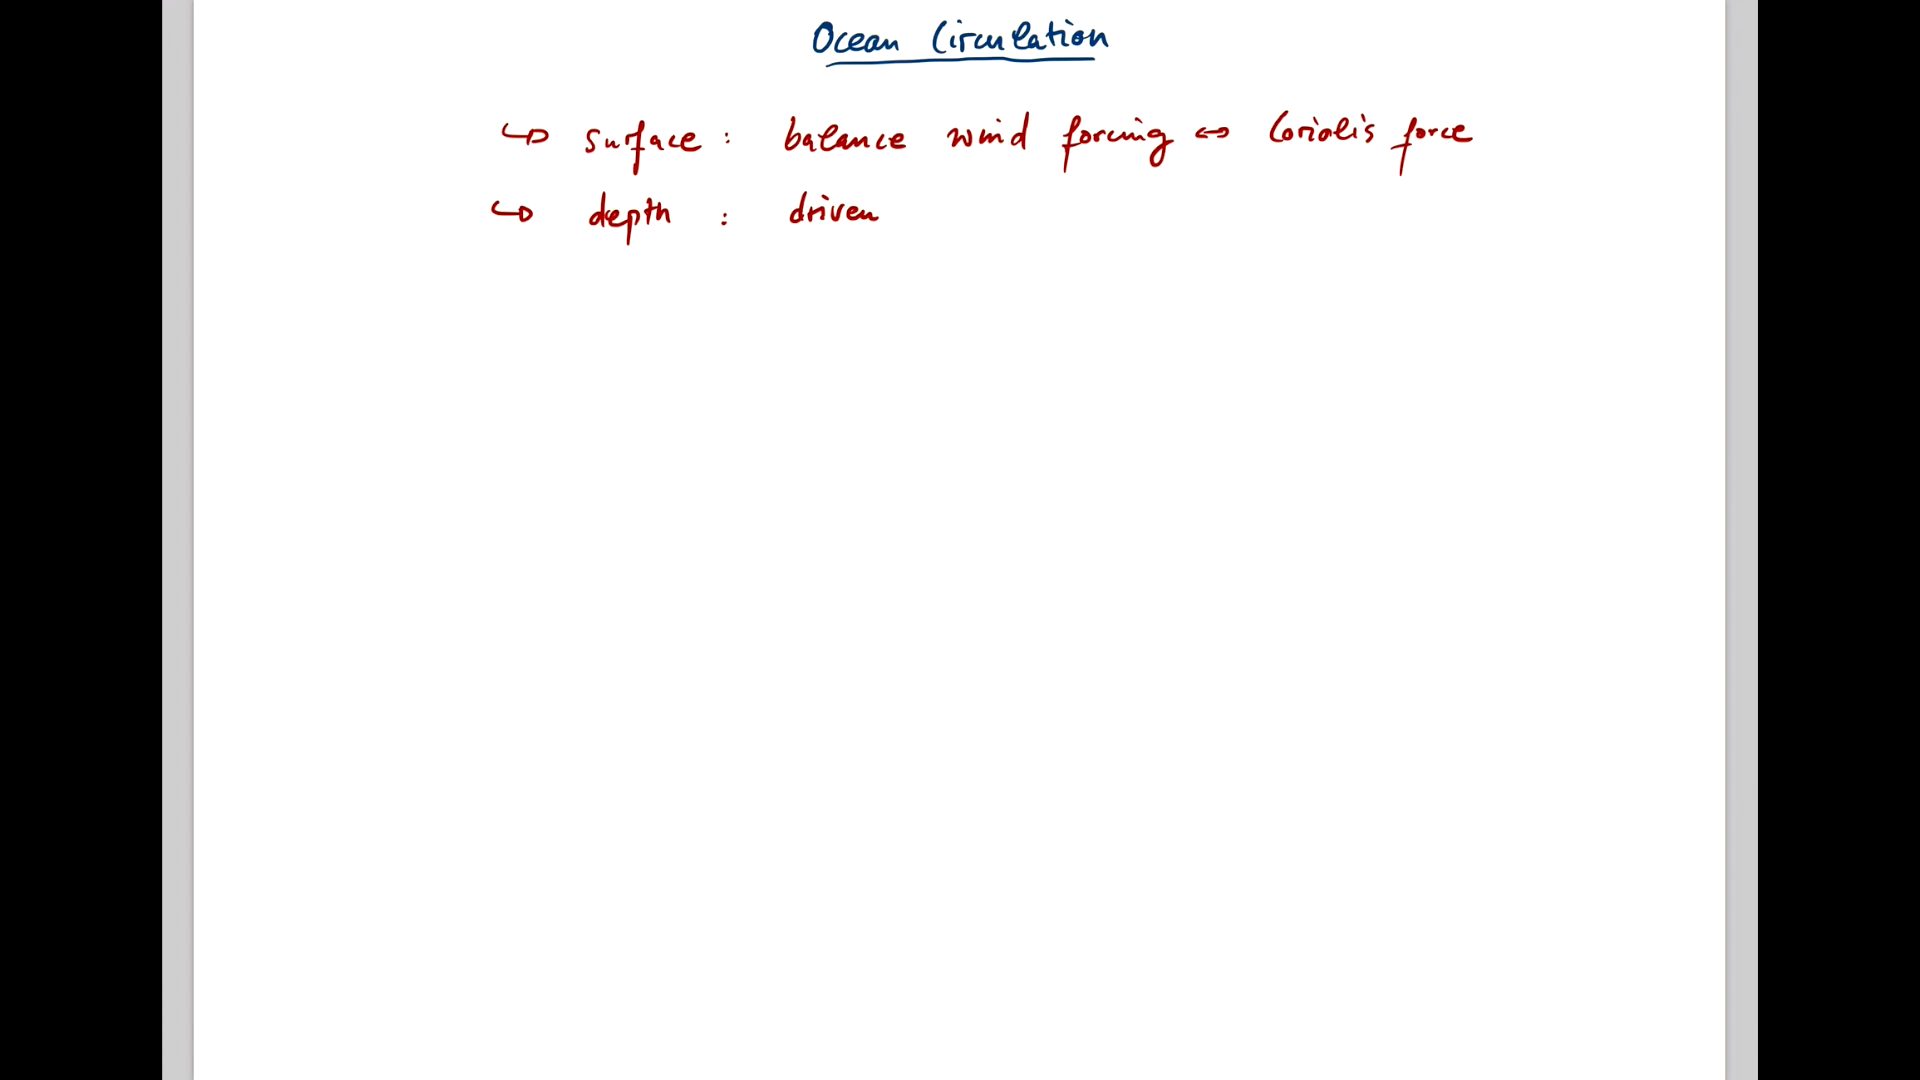 Ocean Circulation
↪ surface : balance wind forcing ↔ Coriolis force
↪ depth : driven